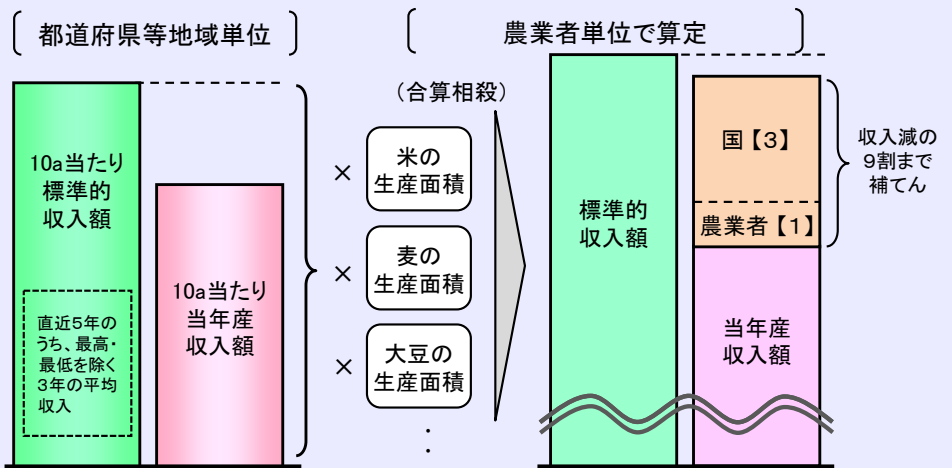 都道府県等地域単位
10a当たり
標準的
収入額
直近5年の
うち、最高・
最低を除く
3年の平均
収入
10a当たり
当年産
収入額
農業者単位で算定
（合算相殺）
×
米の
生産面積
×
麦の
生産面積
×
大豆の
生産面積
：
標準的
収入額
国【3】
農業者【1】
当年産
収入額
収入減の
9割まで
補てん